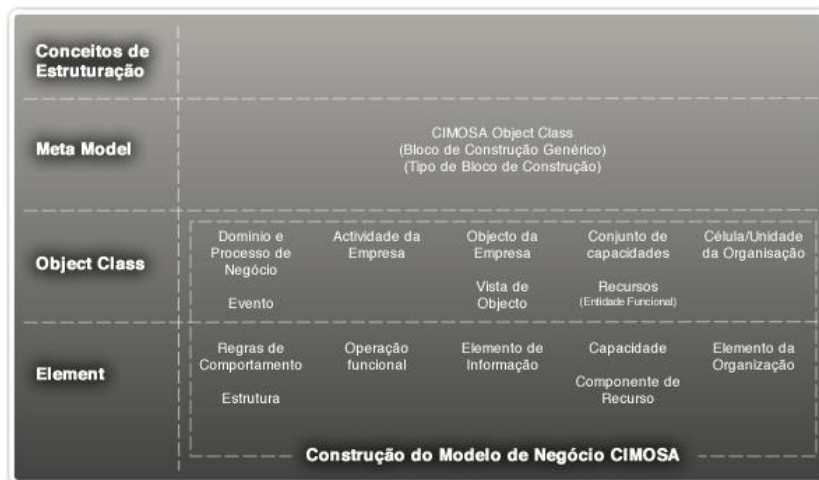 Conceitos de
Estruturação
Meta Model
CIMOSA Object Class
(Bloco de Construção Genérico)
(Tipo de Bloco de Construção)
Object Class
Dominio e
Processo de
Negócio
Evento
Actividade da
Empresa
Objecto da
Empresa
Vista de
Objecto
Conjunto de
capacidades
Recursos
(Entidade Funcional)
Célula/Unidade
da Organisação
Element
Regras de
Comportamento
Estrutura
Operação
funcional
Elemento de
Informação
Capacidade
Componente de
Recurso
Elemento da
Organização
Construção do Modelo de Negócio CIMOSA